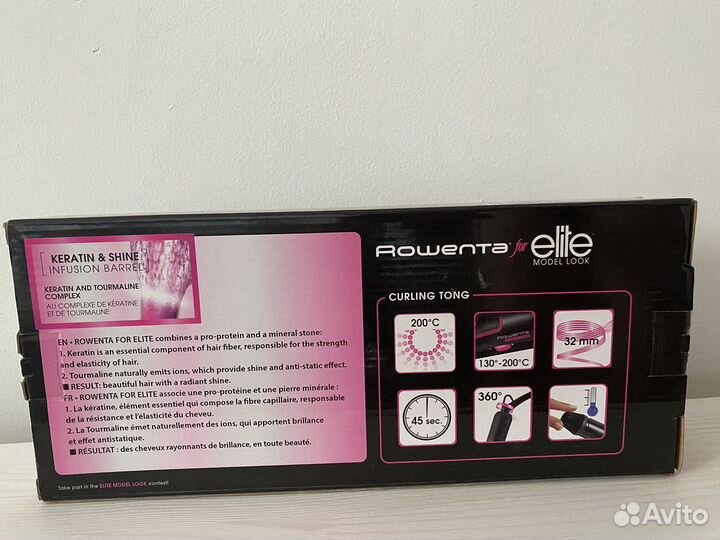 KERATIN & SHINE
INFUSION BARREL
KERATIN AND TOURMALINE
COMPLEX
AU COMPLEXE DE KÉRATINE
ET DE TOURMALINE
EN • ROWENTA FOR ELITE combines a pro-protein and a mineral stone:
1. Keratin is an essential component of hair fiber, responsible for the strength
and elasticity of hair.
2. Tourmaline naturally emits ions, which provide shine and anti-static effect.
■ RESULT: beautiful hair with a radiant shine.
FR • ROWENTA FOR ELITE associe une pro-protéine et une pierre minérale :
1. La kératine, élément essentiel qui compose la fibre capillaire, responsable
de la résistance et l'élasticité du cheveu.
2. La Tourmaline émet naturellement des ions, qui apportent brillance
et effet antistatique.
■ RÉSULTAT : des cheveux rayonnants de brillance, en toute beauté.
Take part in the ELITE MODEL LOOK contest!
ROWENTA® for elite™
MODEL LOOK
CURLING TONG
200°C
ROWENTA
130°-200°C
32 mm
45 sec.
360°
Avito